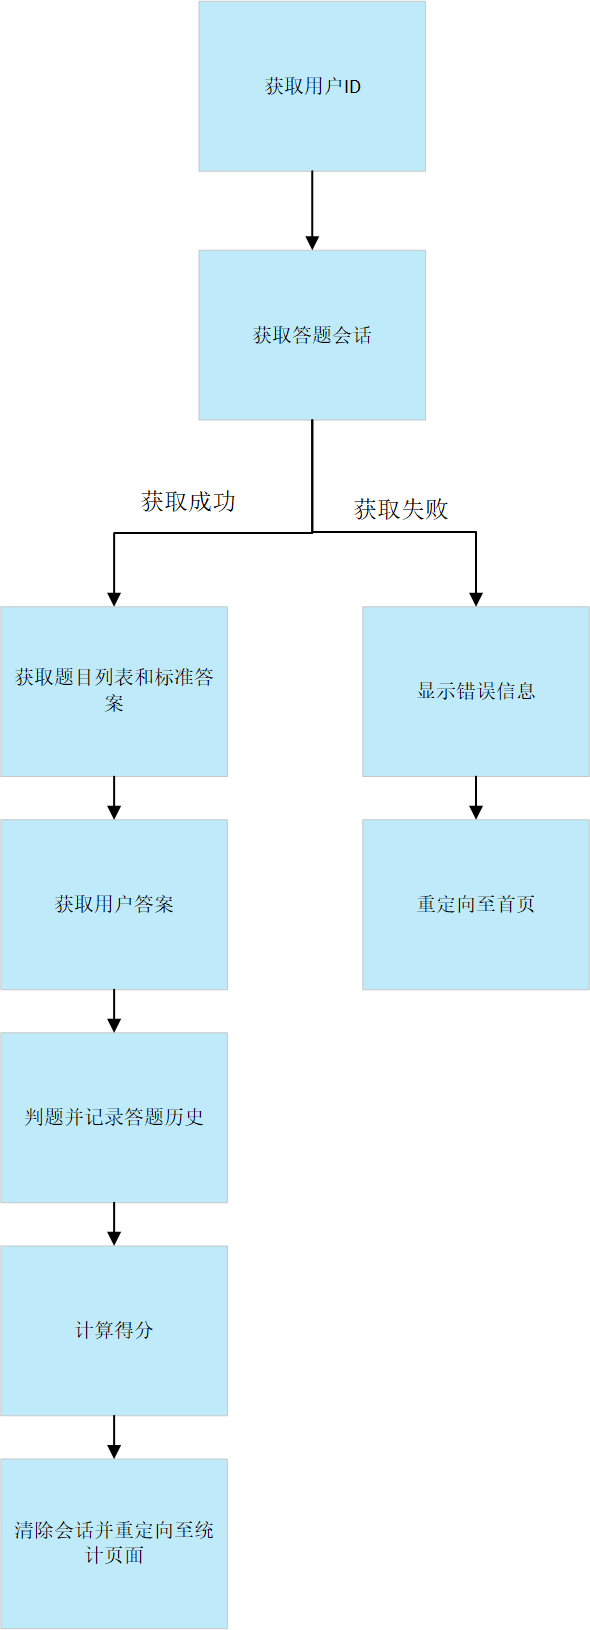 获取用户ID
获取答题会话
获取成功
获取失败
获取题目列表和标准答
案
显示错误信息
获取用户答案
重定向至首页
判题并记录答题历史
计算得分
清除会话并重定向至统
计页面